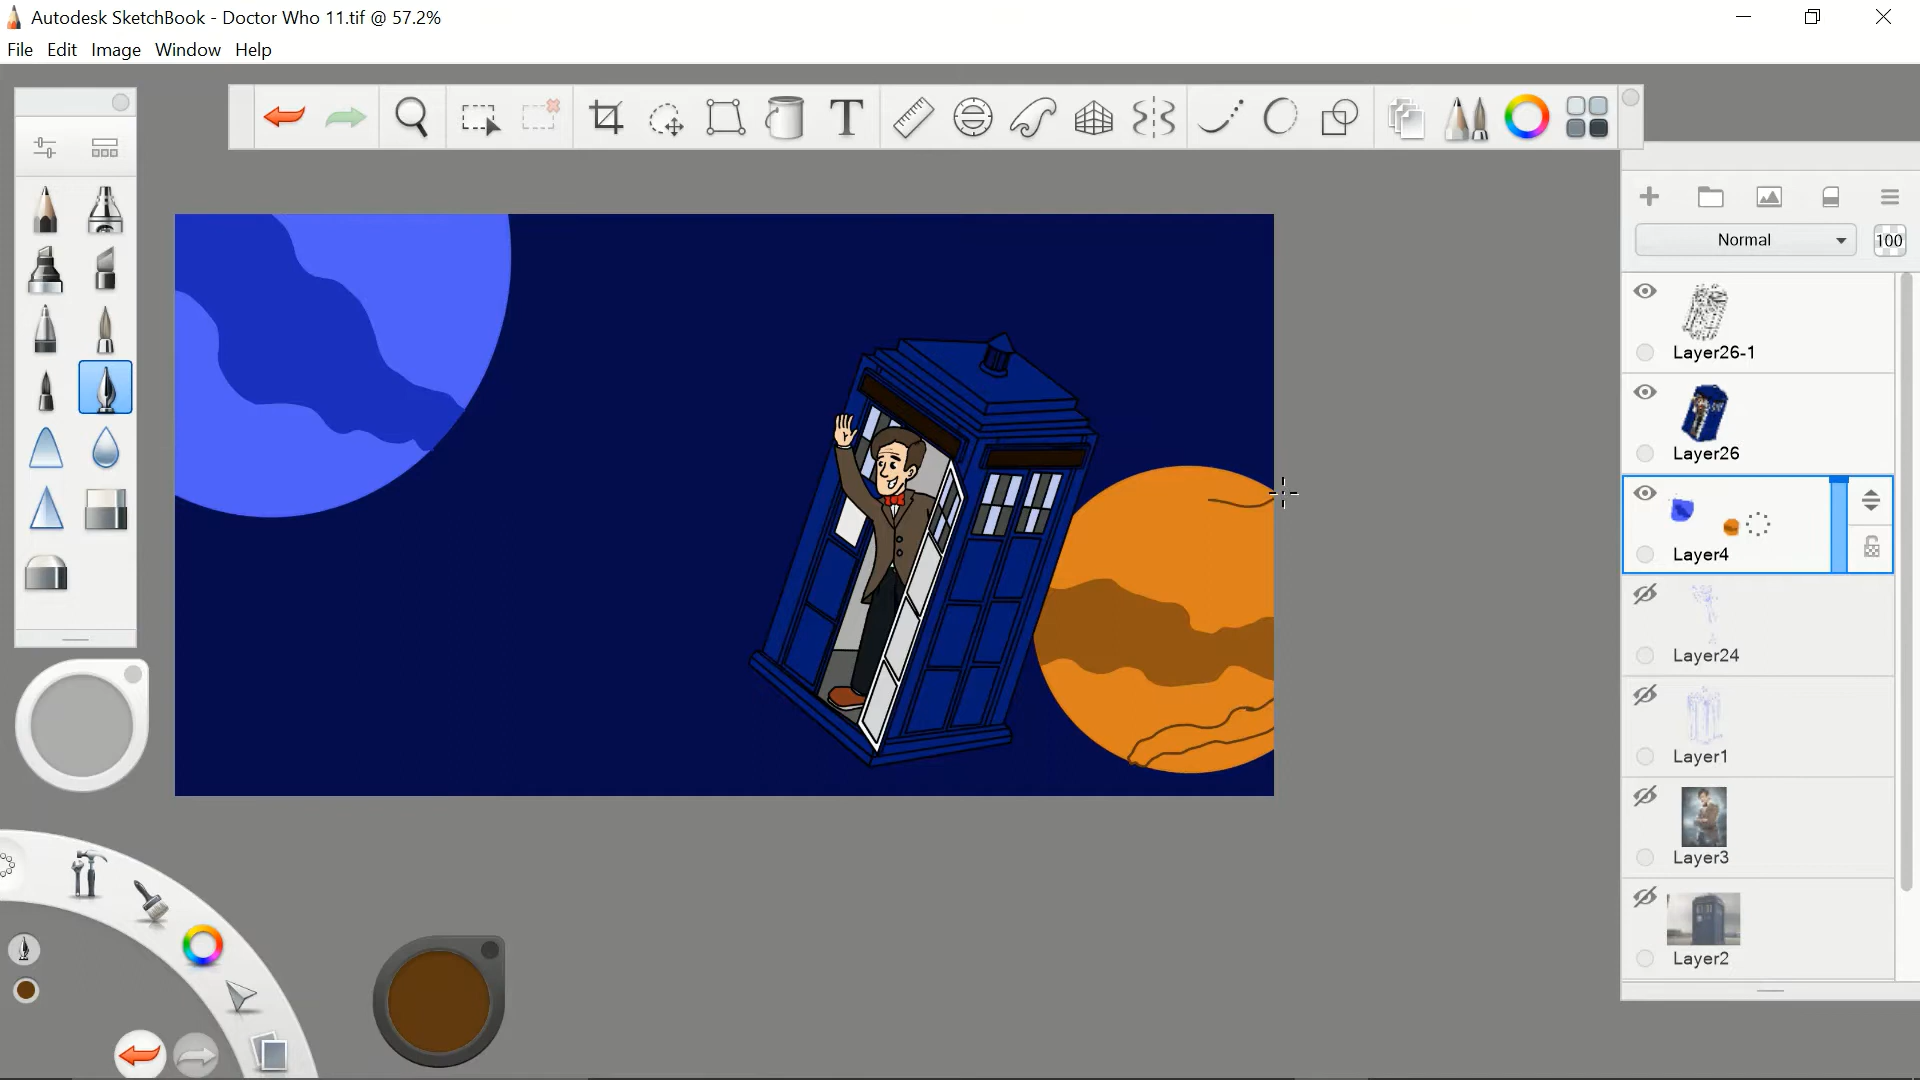 Autodesk SketchBook - Doctor Who 11.tif @ 57.2%
File Edit Image Window Help
T
Normal 100
Layer26-1
Layer26
Layer4
Layer24
Layer1
Layer3
Layer2